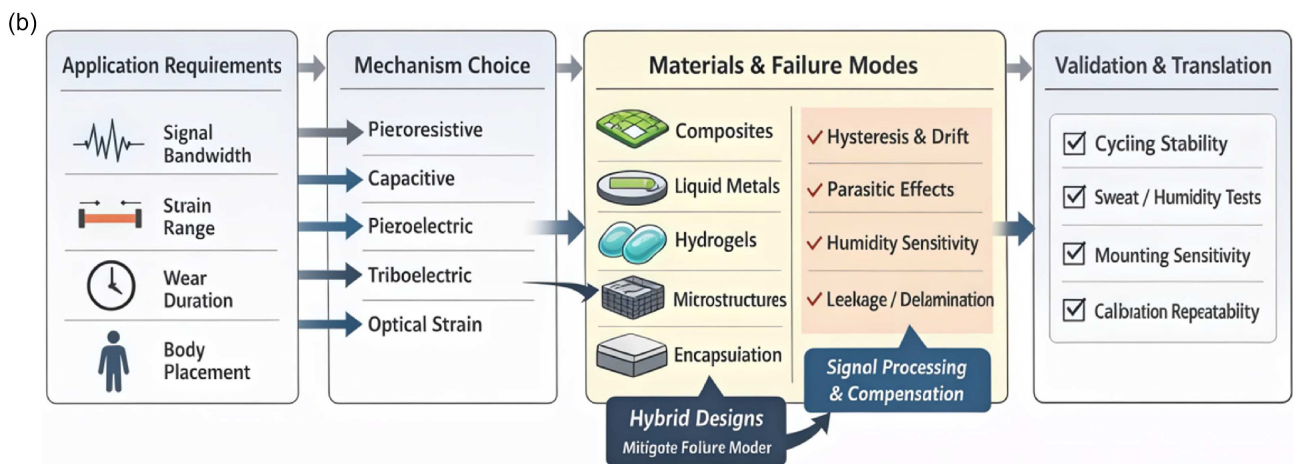 (b)
Application Requirements
Signal
Bandwidth
Strain
Range
Wear
Duration
Body
Placement
Mechanism Choice
Pieroresistive
Capacitive
Pieroelectric
Triboelectric
Optical Strain
Materials & Failure Modes
Composites
Liquid Metals
Hydrogels
Microstructures
Encapsuiation
Hysteresis & Drift
Parasitic Effects
Humidity Sensitivity
Leekage / Delamination
Hybrid Designs
Mitigote Foilure Moder
Signal Processing
& Compensation
Validation & Translation
Cycling Stability
Sweat / Humidity Tests
Mounting Sensitivity
Calbıation Repeatablity